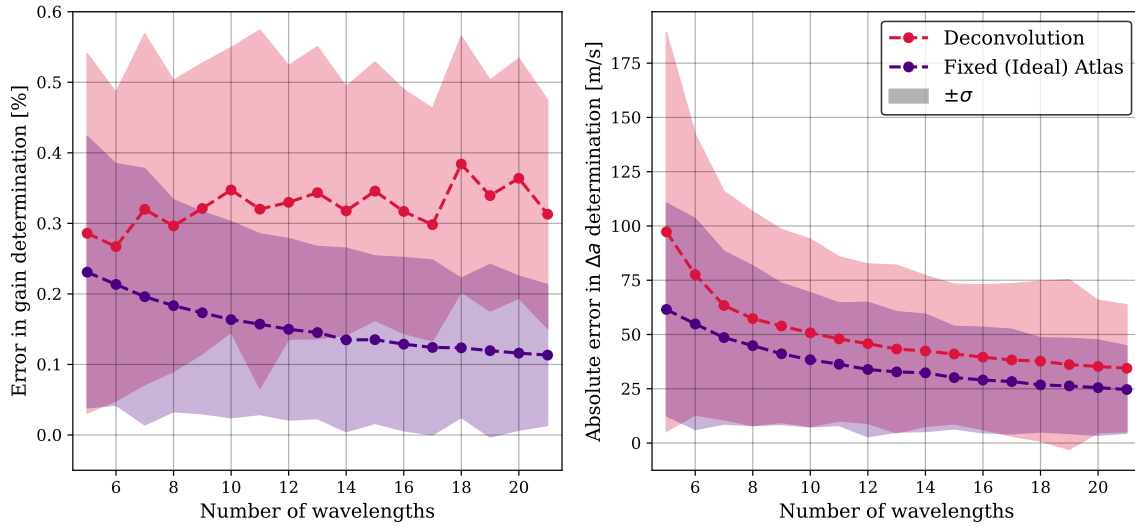 Error in gain determination [%]
0.6
0.5
0.4
0.3
0.2
0.1
0.0
6 8 10 12 14 16 18 20
Number of wavelengths
Absolute error in Δa determination [m/s]
175
150
125
100
75
50
25
0
6 8 10 12 14 16 18 20
Number of wavelengths
Deconvolution
Fixed (Ideal) Atlas
±σ